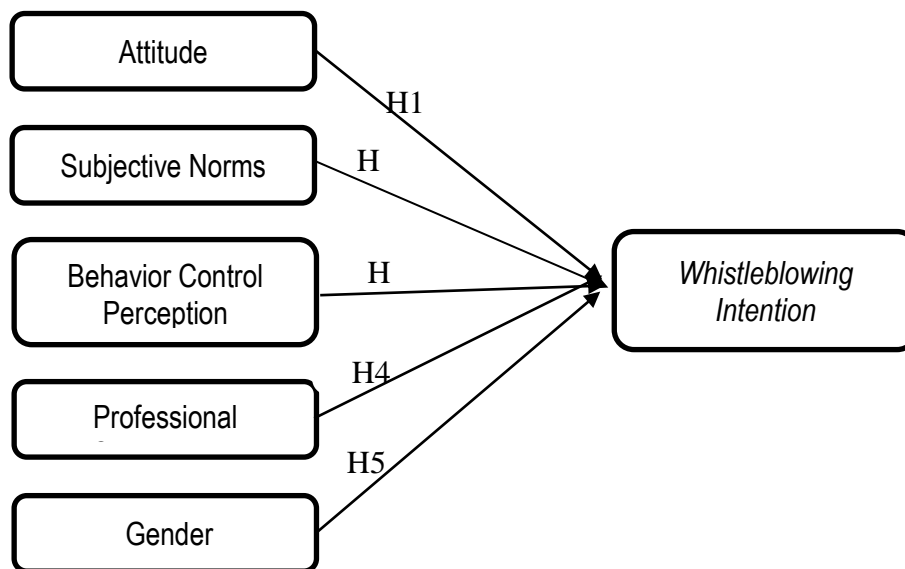 Attitude
H1
Subjective Norms
H
Behavior Control
Perception
H
Whistleblowing
Intention
Professional
H4
Gender
H5